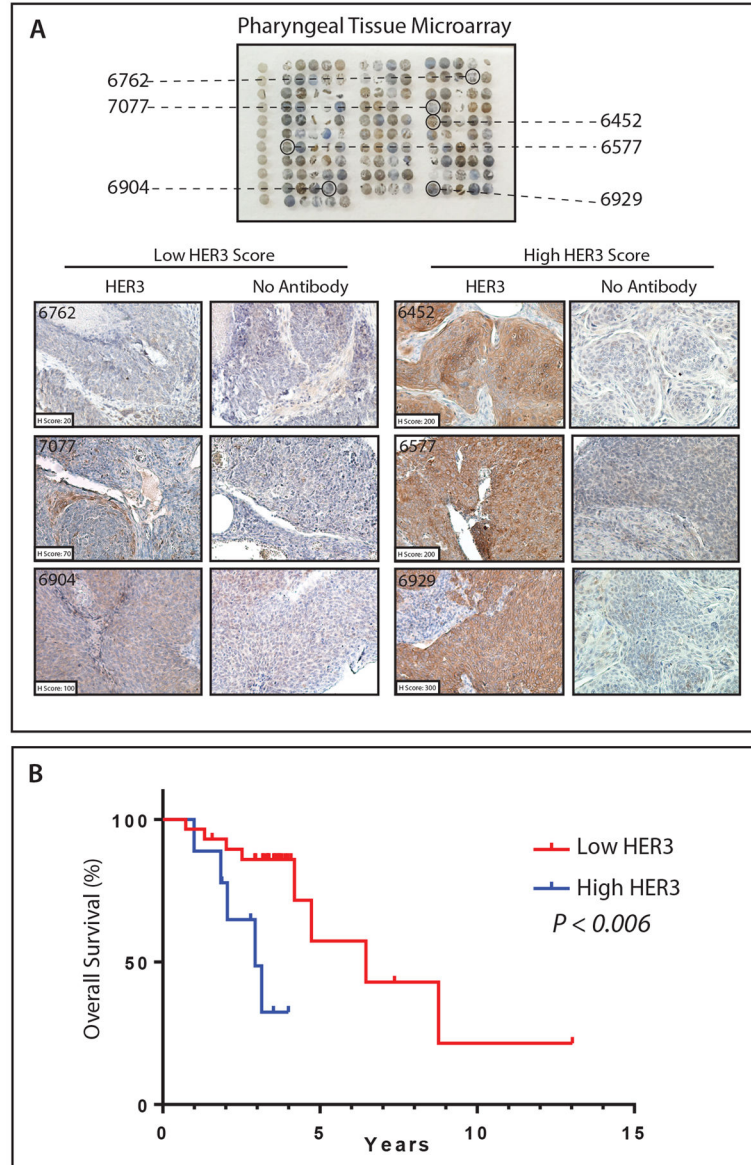 A
Pharyngeal Tissue Microarray
6762
7077
6452
6577
6904
6929
Low HER3 Score
High HER3 Score
HER3
No Antibody
HER3
No Antibody
6762
H Score: 20
6452
H Score: 200
7077
H Score: 70
6577
H Score: 200
6904
H Score: 100
6929
H Score: 300
B
Overall Survival (%)
100
50
0
Low HER3
High HER3
P < 0.006
0
5
10
15
Years